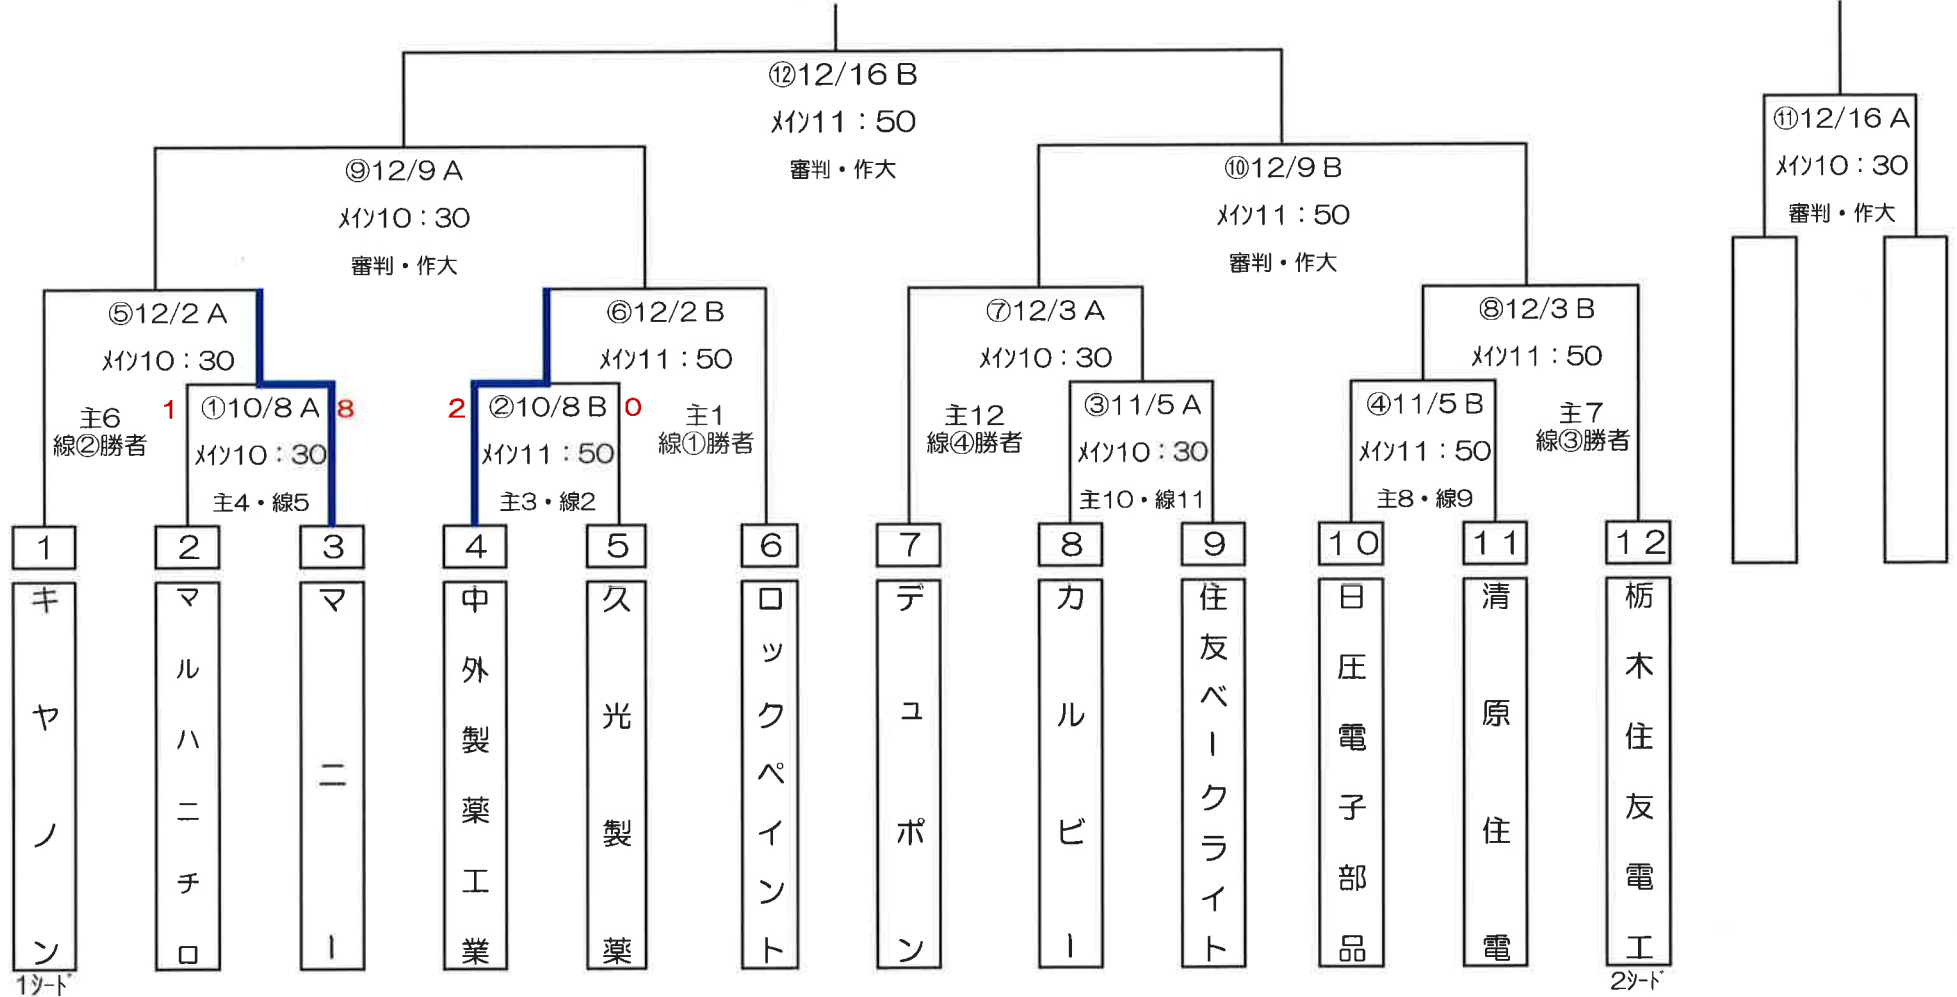 ⑫12/16 B
ﾒｲﾝ11：50
審判・作大
⑪12/16 A
ﾒｲﾝ10：30
審判・作大
⑨12/9 A
ﾒｲﾝ10：30
審判・作大
⑩12/9 B
ﾒｲﾝ11：50
審判・作大
⑤12/2 A
ﾒｲﾝ10：30
⑥12/2 B
ﾒｲﾝ11：50
⑦12/3 A
ﾒｲﾝ10：30
⑧12/3 B
ﾒｲﾝ11：50
主6
線②勝者
1
①10/8 A
8
ﾒｲﾝ10：30
主4・線5
2
②10/8 B
0
ﾒｲﾝ11：50
主3・線2
主1
線①勝者
主12
線④勝者
③11/5 A
ﾒｲﾝ10：30
主10・線11
④11/5 B
ﾒｲﾝ11：50
主8・線9
主7
線③勝者
1
2
3
4
5
6
7
8
9
10
11
12
キヤノン
マルハニチロ
マニー
中外製薬工業
久光製薬
ロックペイント
デュポン
カルビー
住友ベークライト
日圧電子部品
清原住電
栃木住友電工
1ｼｰﾄﾞ
2ｼｰﾄﾞ